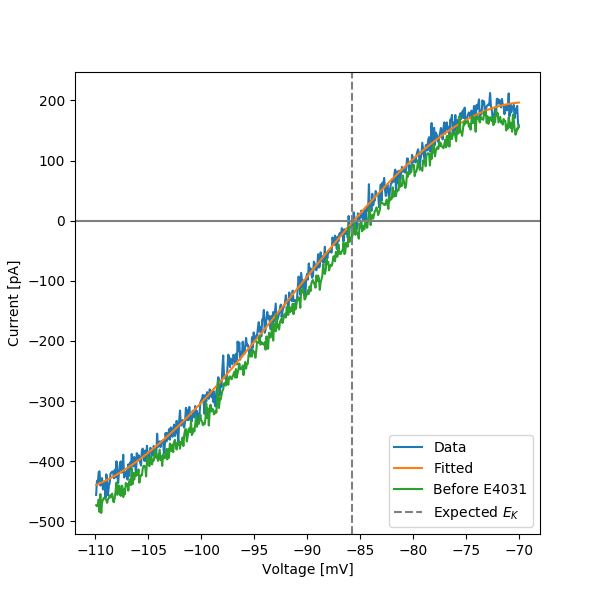 200
100
0
−100
−200
−300
−400
−500
Current [pA]
Data
Fitted
Before E4031
Expected E_K
−110 −105 −100 −95 −90 −85 −80 −75 −70
Voltage [mV]